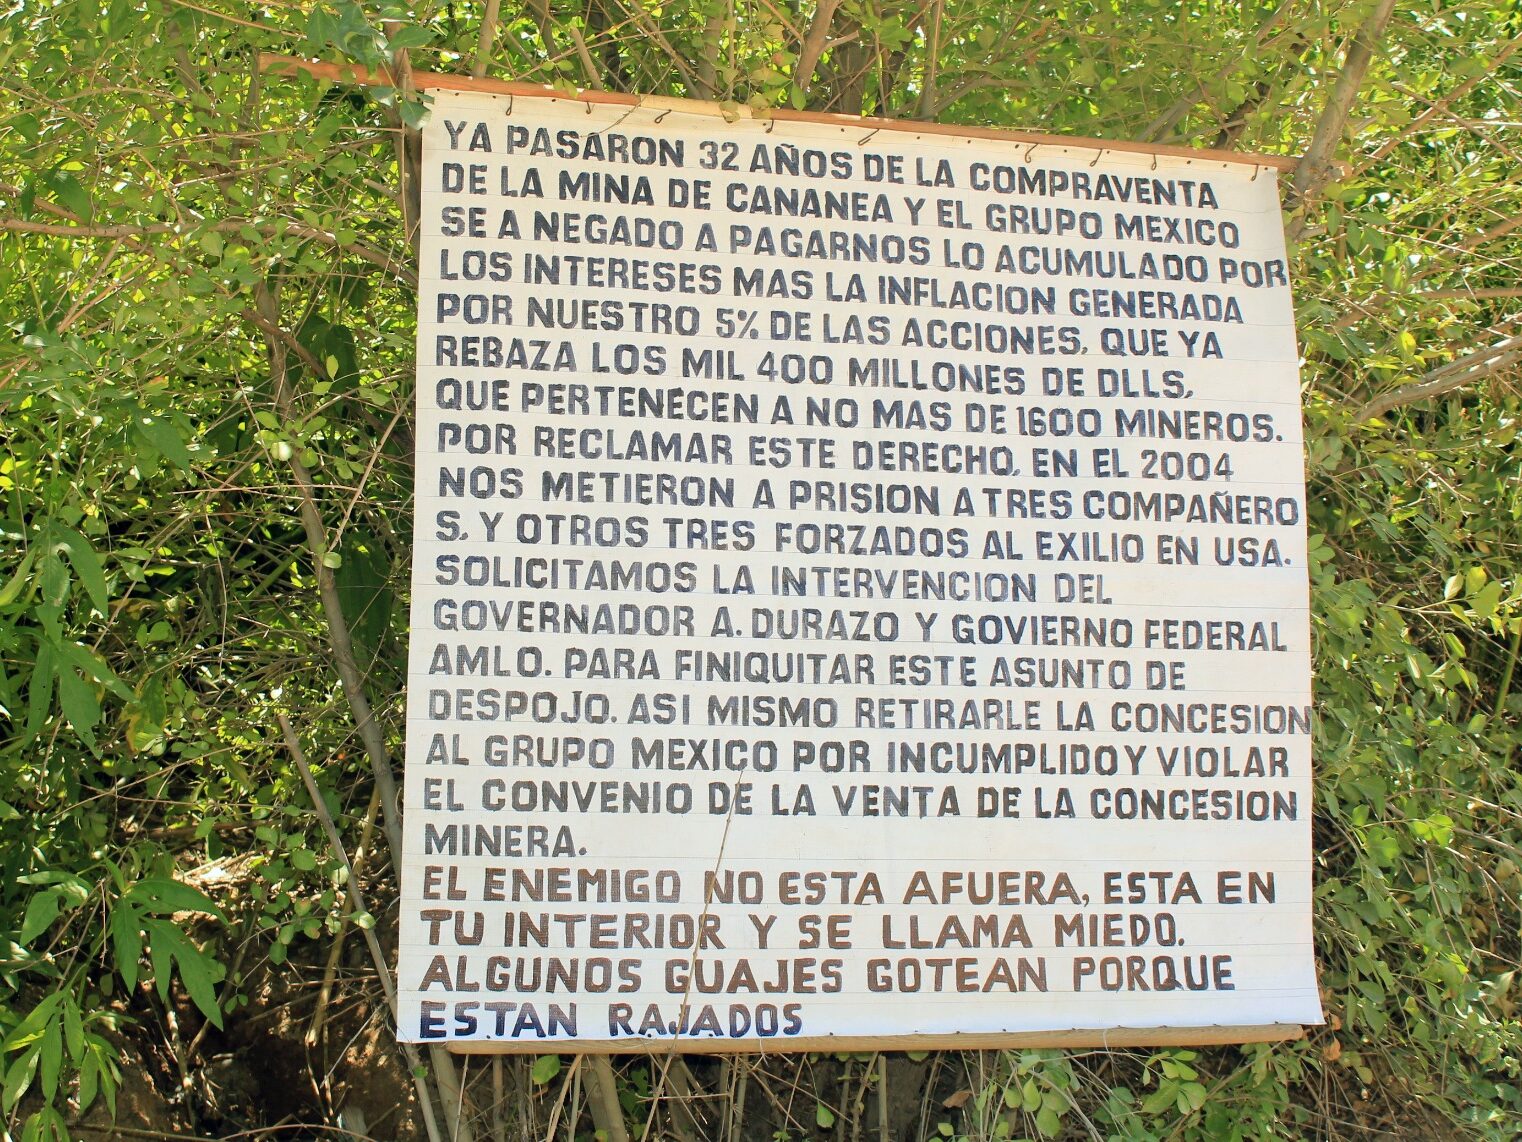 YA PASARON 32 AÑOS DE LA COMPRAVENTA
DE LA MINA DE CANANEA Y EL GRUPO MEXICO
SE A NEGADO A PAGARNOS LO ACUMULADO POR
LOS INTERESES MAS LA INFLACION GENERADA
POR NUESTRO 5% DE LAS ACCIONES, QUE YA
REBAZA LOS MIL 400 MILLONES DE DLLS,
QUE PERTENECEN A NO MAS DE 1600 MINEROS.
POR RECLAMAR ESTE DERECHO, EN EL 2004
NOS METIERON A PRISION A TRES COMPAÑERO
S, Y OTROS TRES FORZADOS AL EXILIO EN USA.
SOLICITAMOS LA INTERVENCION DEL
GOVERNADOR A. DURAZO Y GOVIERNO FEDERAL
AMLO. PARA FINIQUITAR ESTE ASUNTO DE
DESPOJO. ASI MISMO RETIRARLE LA CONCESION
AL GRUPO MEXICO POR INCUMPLIDO Y VIOLAR
EL CONVENIO DE LA VENTA DE LA CONCESION
MINERA.
EL ENEMIGO NO ESTA AFUERA, ESTA EN
TU INTERIOR Y SE LLAMA MIEDO.
ALGUNOS GUAJES GOTEAN PORQUE
ESTAN RAJADOS